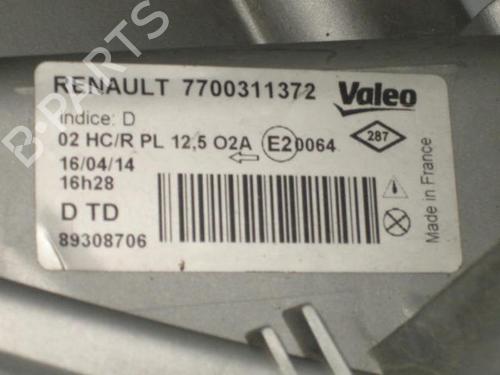 RENAULT 7700311372 Valeo
indice: D
02 HC/R PL 12,5 O2A E2 0064
287
16/04/14
16h28
D TD
89308706
Made in France
B-PARTS